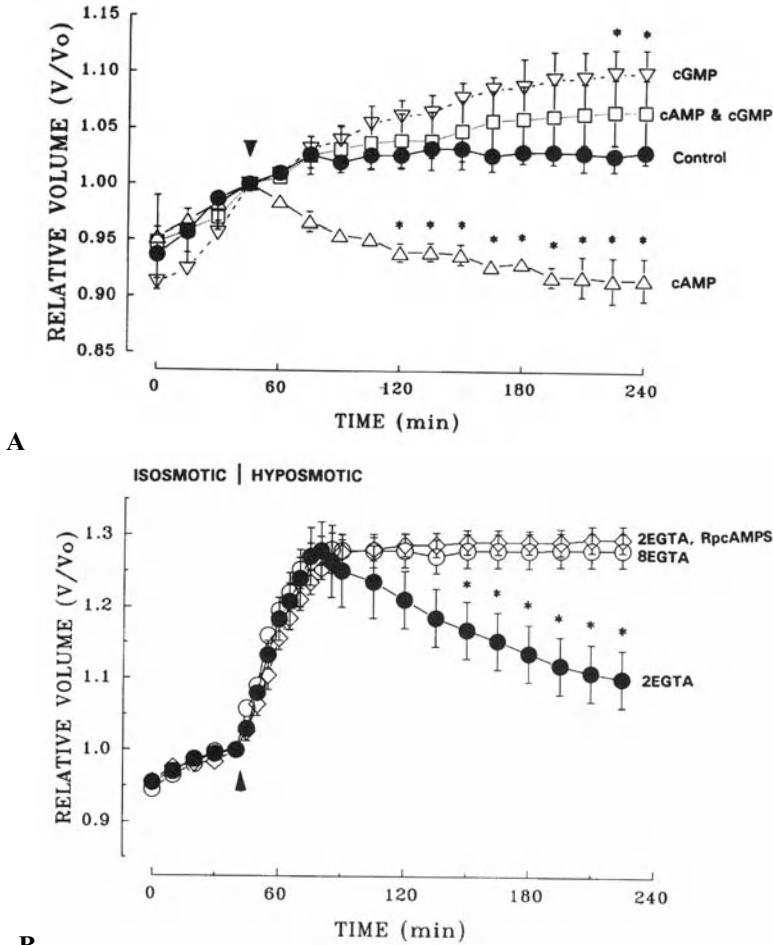 1.15
1.10
1.05
1.00
0.95
0.90
0.85
RELATIVE VOLUME (V/Vo)
* *
cGMP
cAMP & cGMP
Control
* * * * * * * * *
cAMP
0 60 120 180 240
TIME (min)
A
ISOSMOTIC | HYPOSMOTIC
1.3
1.2
1.1
1.0
0.9
RELATIVE VOLUME (V/Vo)
2EGTA, RpcAMPS
8EGTA
* * * * * *
2EGTA
0 60 120 180 240
TIME (min)